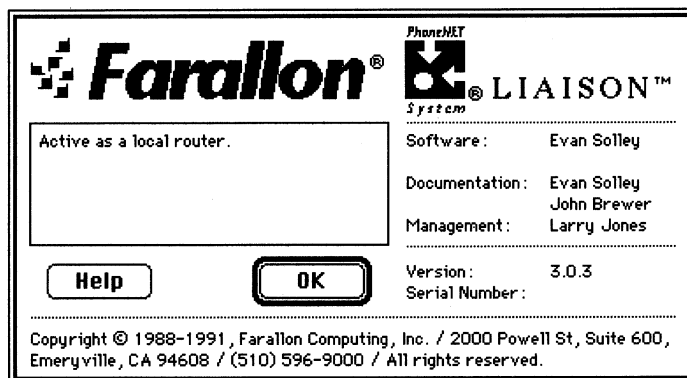 Farallon®
PhoneNET
System
® LIAISON™
Active as a local router.
Help
OK
Software: Evan Solley
Documentation: Evan Solley
John Brewer
Management: Larry Jones
Version: 3.0.3
Serial Number:
Copyright © 1988-1991, Farallon Computing, Inc. / 2000 Powell St, Suite 600,
Emeryville, CA 94608 / (510) 596-9000 / All rights reserved.